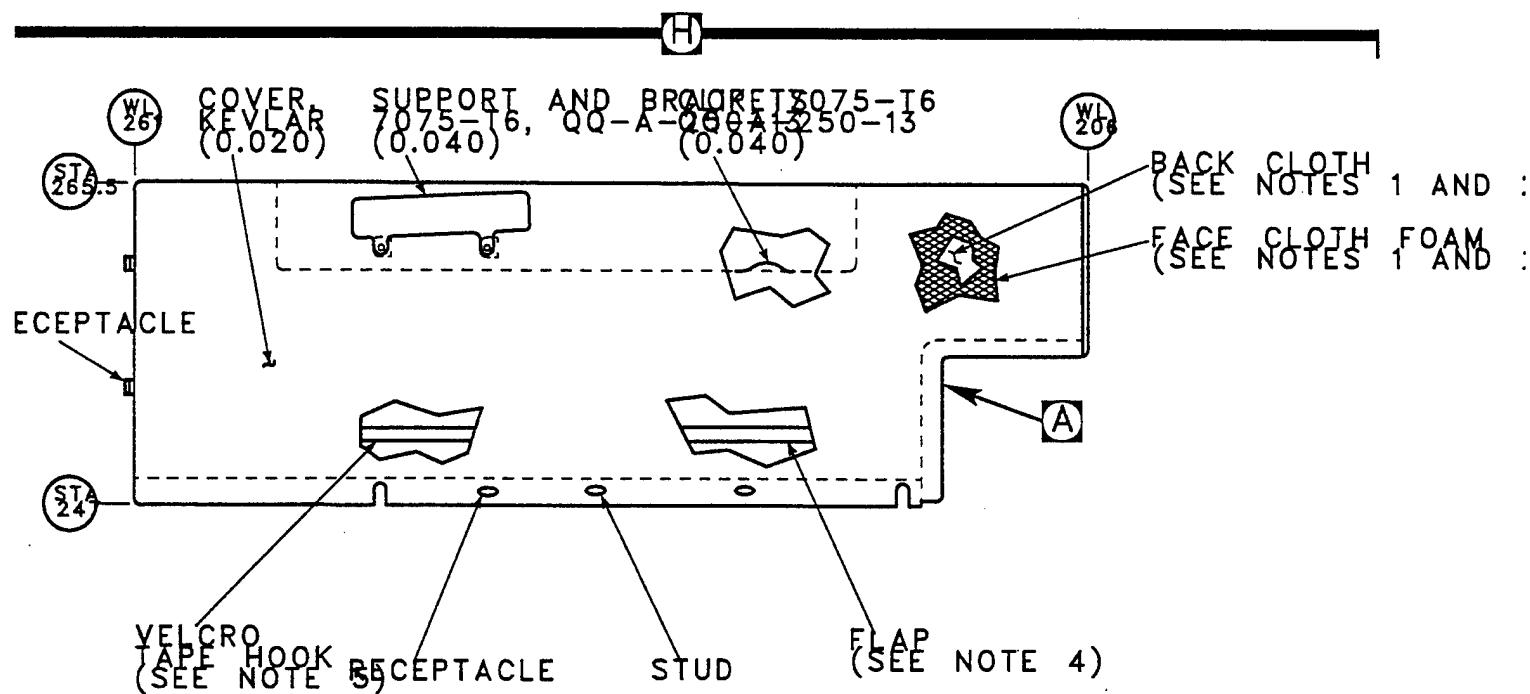 H
WL
261
COVER,
KEVLAR
(0.020)
SUPPORT AND
7075-T6, QQ-A-
(0.040)
7075-T6
250-13
(0.040)
WL
206
STA
265.5
BACK CLOTH
(SEE NOTES 1 AND
FACE CLOTH FOAM
(SEE NOTES 1 AND
ECEPTACLE
A
STA
24
VELCRO
TAPE HOOK
(SEE NOTE 5)
RECEPTACLE
STUD
FLAP
(SEE NOTE 4)